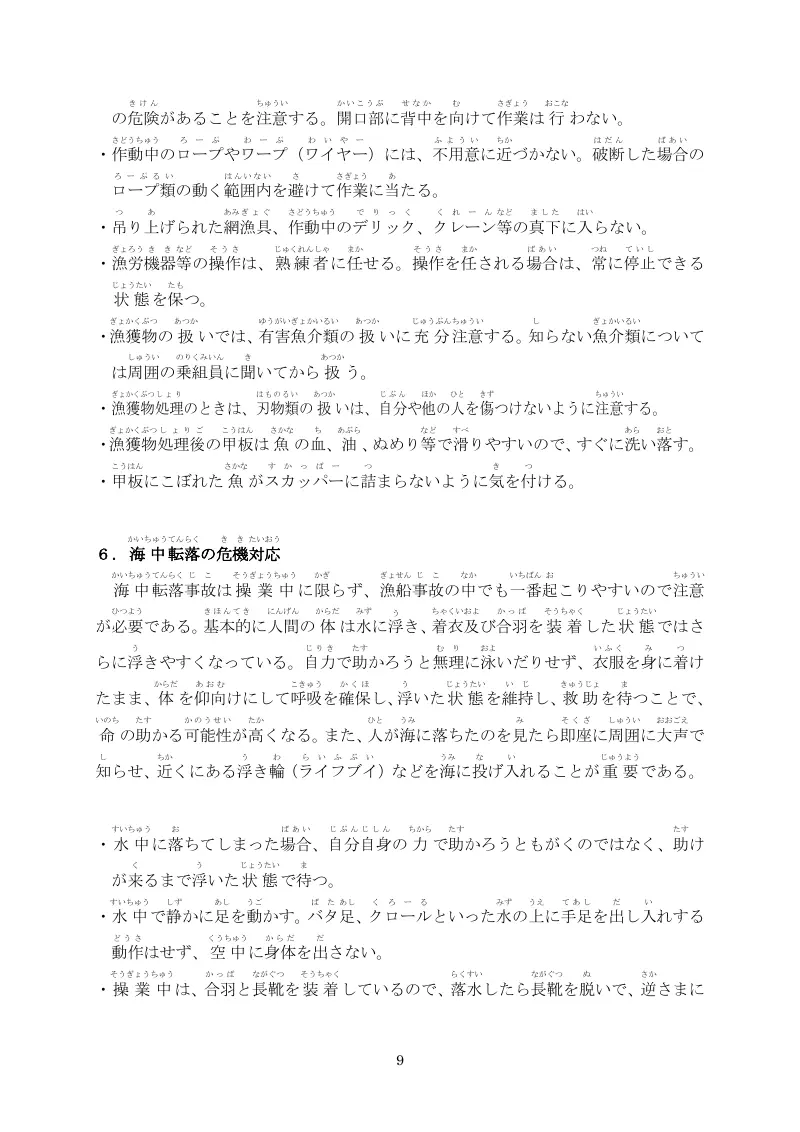 の危険があることを注意する。開口部に背中を向けて作業は行わない。
・作動中のロープやワープ（ワイヤー）には、不用意に近づかない。破断した場合の
ロープ類の動く範囲内を避けて作業に当たる。
・吊り上げられた網漁具、作動中のデリック、クレーン等の真下に入らない。
・漁労機器等の操作は、熟練者に任せる。操作を任される場合は、常に停止できる
状態を保つ。
・漁獲物の扱いでは、有害魚介類の扱いに充分注意する。知らない魚介類について
は周囲の乗組員に聞いてから扱う。
・漁獲物処理のときは、刃物類の扱いは、自分や他の人を傷つけないように注意する。
・漁獲物処理後の甲板は魚の血、油、ぬめり等で滑りやすいので、すぐに洗い落す。
・甲板にこぼれた魚がスカッパーに詰まらないように気を付ける。
６．海中転落の危機対応
海中転落事故は操業中に限らず、漁船事故の中でも一番起こりやすいので注意
が必要である。基本的に人間の体は水に浮き、着衣及び合羽を装着した状態ではさ
らに浮きやすくなっている。自力で助かろうと無理に泳いだりせず、衣服を身に着け
たまま、体を仰向けにして呼吸を確保し、浮いた状態を維持し、救助を待つことで、
命の助かる可能性が高くなる。また、人が海に落ちたのを見たら即座に周囲に大声で
知らせ、近くにある浮き輪（ライフブイ）などを海に投げ入れることが重要である。
・水中に落ちてしまった場合、自分自身の力で助かろうともがくのではなく、助け
が来るまで浮いた状態で待つ。
・水中で静かに足を動かす。バタ足、クロールといった水の上に手足を出し入れする
動作はせず、空中に身体を出さない。
・操業中は、合羽と長靴を装着しているので、落水したら長靴を脱いで、逆さまに
9